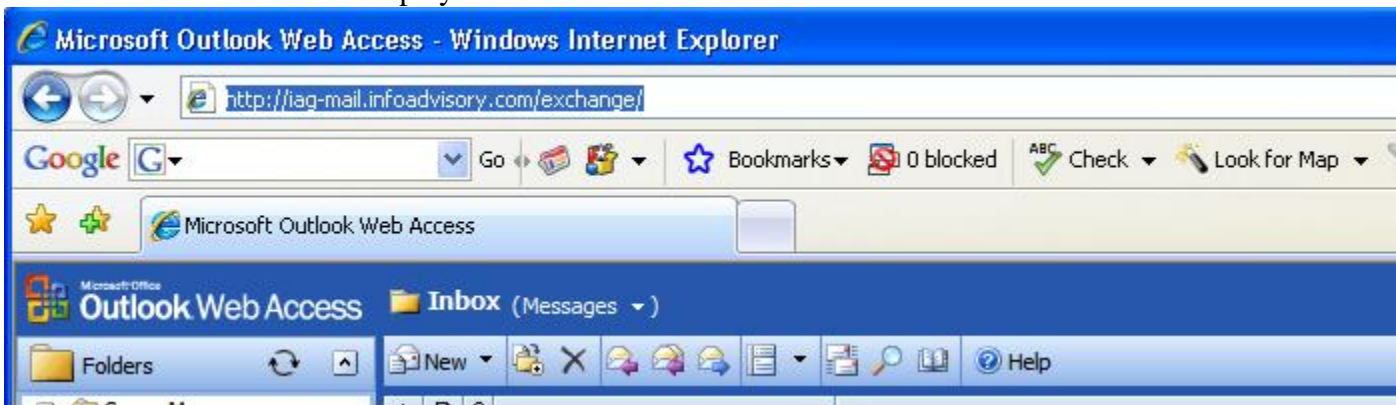 Microsoft Outlook Web Access - Windows Internet Explorer
http://iag-mail.infoadvisory.com/exchange/
Google G Go Bookmarks 0 blocked ABC Check Look for Map
Microsoft Outlook Web Access
Microsoft Office
Outlook Web Access Inbox (Messages )
Folders New Help